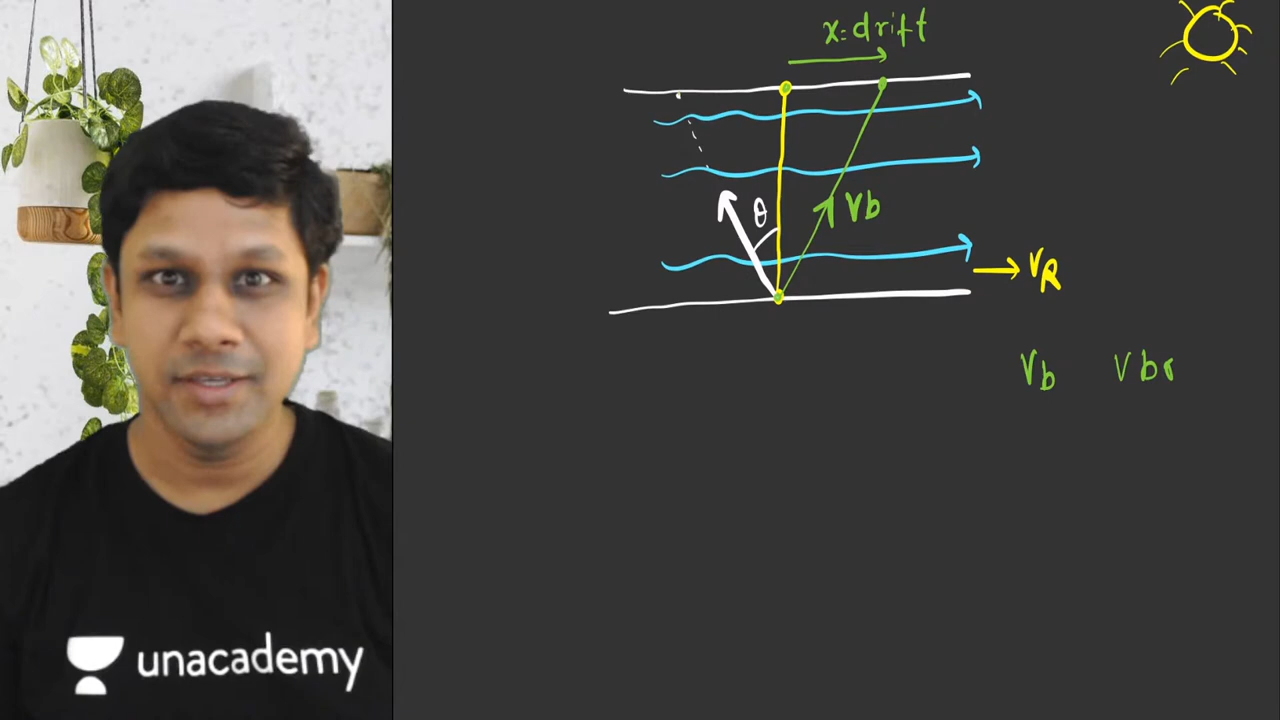 x=drift
θ
Vb
VR
Vb Vbr
unacademy